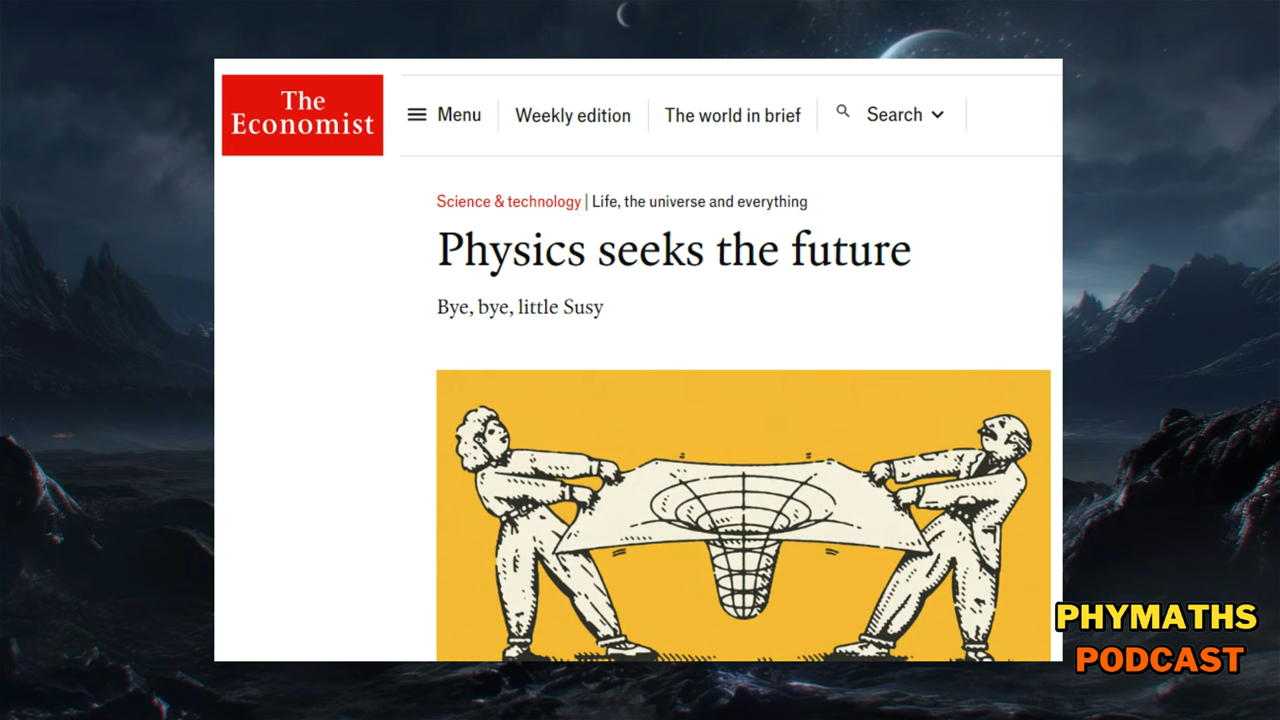 The
Economist
Menu
Weekly edition
The world in brief
Search
Science & technology | Life, the universe and everything
Physics seeks the future
Bye, bye, little Susy
PHYMATHS
PODCAST